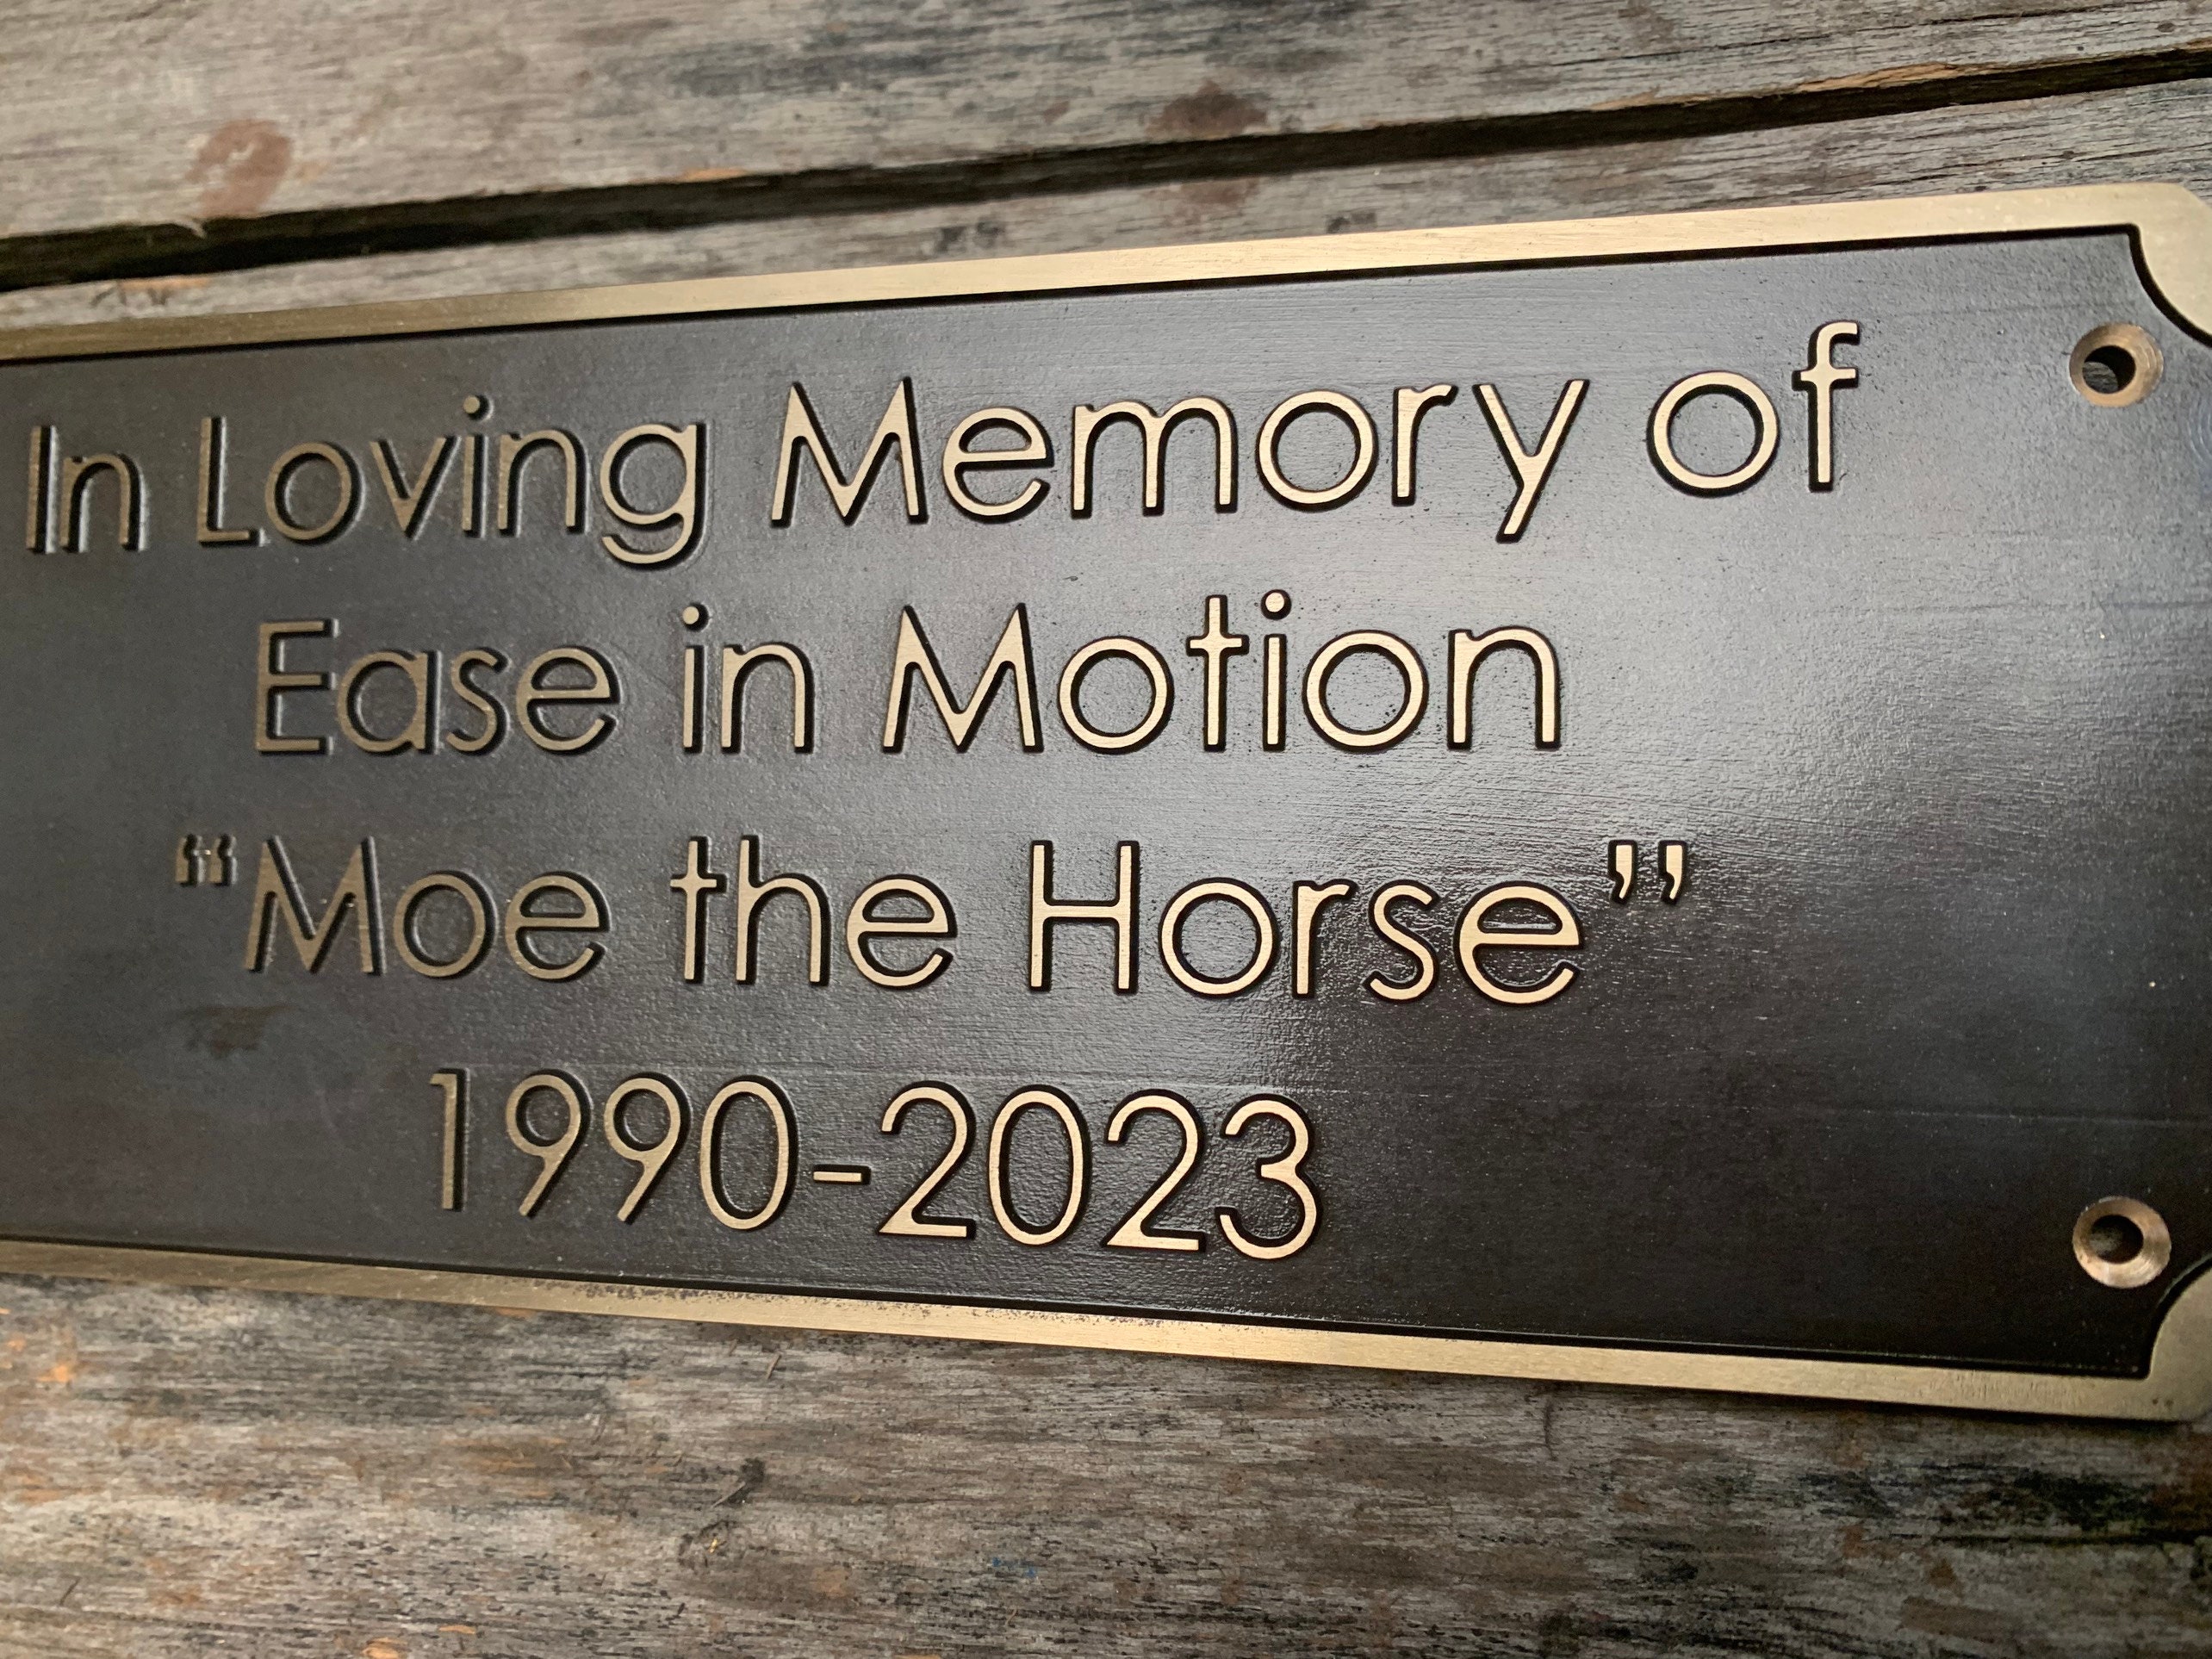 In Loving Memory of
Ease in Motion
“Moe the Horse”
1990-2023